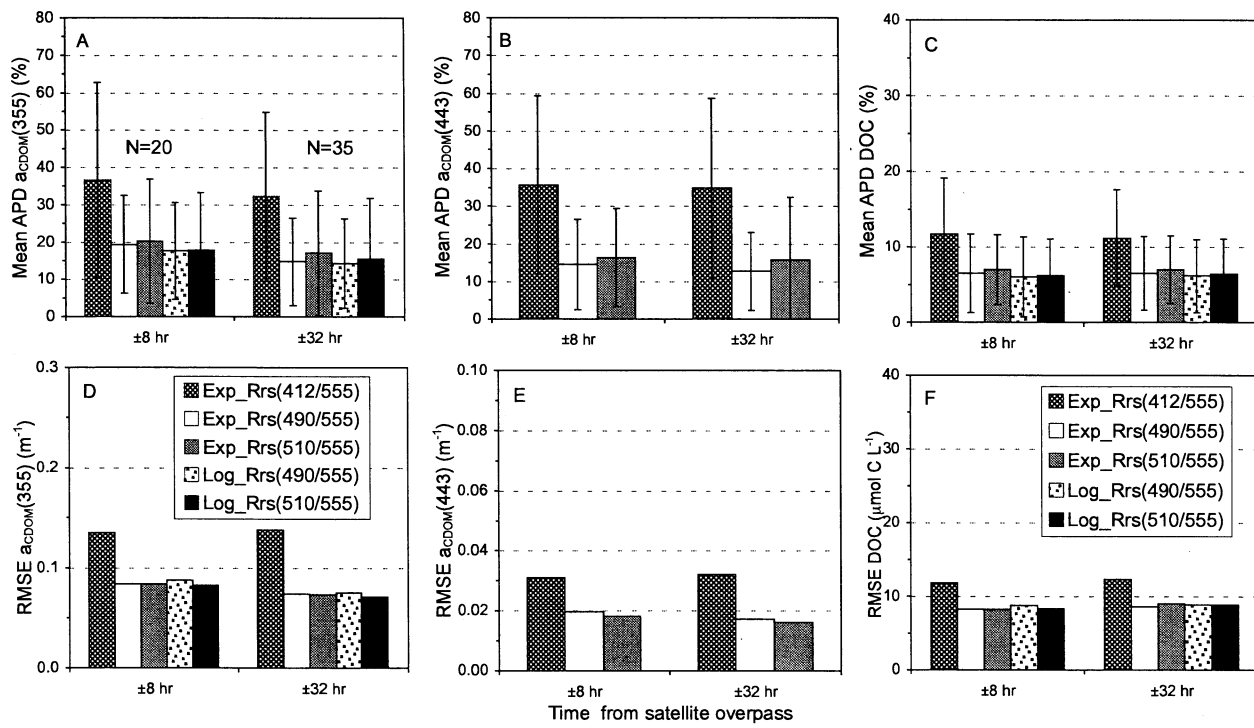 A
Mean APD aCDOM(355) (%)
80
70
60
50
40
30
20
10
0
N=20
N=35
±8 hr
±32 hr
B
Mean APD aCDOM(443) (%)
80
70
60
50
40
30
20
10
0
±8 hr
±32 hr
C
Mean APD DOC (%)
40
30
20
10
0
±8 hr
±32 hr
D
RMSE aCDOM(355) (m-1)
0.3
0.2
0.1
0.0
Exp_Rrs(412/555)
Exp_Rrs(490/555)
Exp_Rrs(510/555)
Log_Rrs(490/555)
Log_Rrs(510/555)
±8 hr
±32 hr
E
RMSE aCDOM(443) (m-1)
0.10
0.08
0.06
0.04
0.02
0.00
±8 hr
±32 hr
F
RMSE DOC (µmol C L-1)
40
30
20
10
0
Exp_Rrs(412/555)
Exp_Rrs(490/555)
Exp_Rrs(510/555)
Log_Rrs(490/555)
Log_Rrs(510/555)
±8 hr
±32 hr
Time from satellite overpass